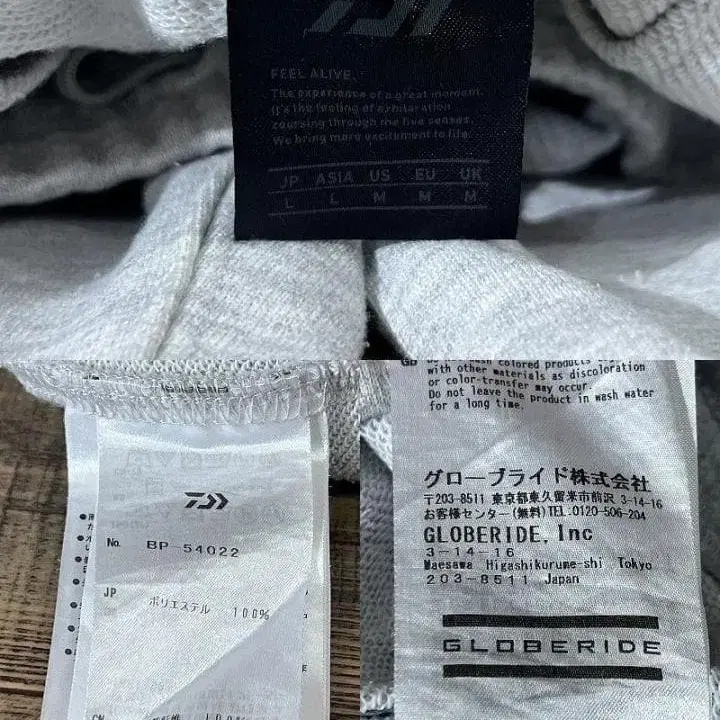 FEEL ALIVE.
The experience of a great moment.
It's the feeling of exhilaration
coursing through the five senses.
We bring more excitement to life.
JP ASIA US EU UK
L L M M M
No. BP-54022
JP ポリエステル 100%
CN 100%
GB
with other materials as discoloration
or color-transfer may occur.
Do not leave the product in wash water
for a long time.
グローブライド株式会社
〒203-8511 東京都東久留米市前沢 3-14-16
お客様センター(無料)TEL:0120-506-204
GLOBERIDE, Inc
3-14-16
Maesawa Higashikurume-shi Tokyo
203-8511 Japan
GLOBERIDE